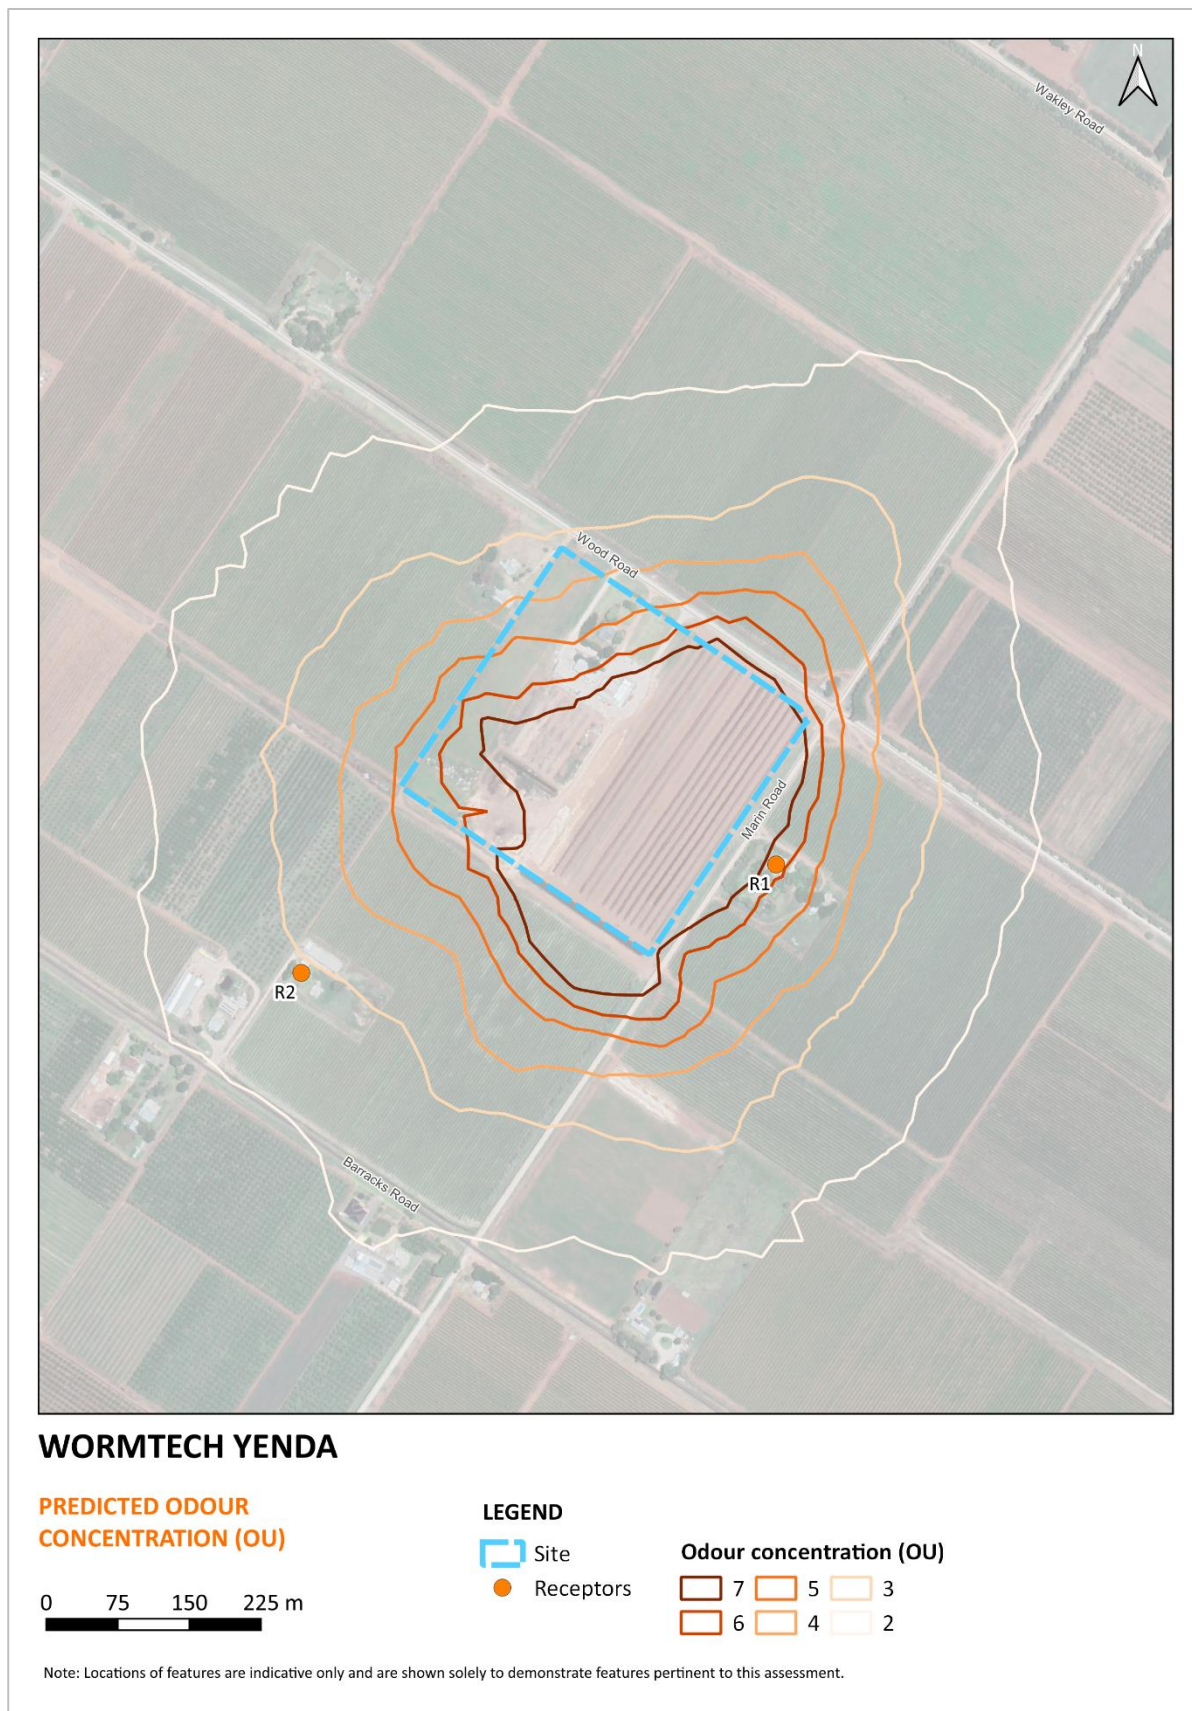 N
Wakley Road
Wood Road
Marin Road
R1
R2
Barracks Road
WORMTECH YENDA
PREDICTED ODOUR
CONCENTRATION (OU)
0 75 150 225 m
LEGEND
Site
Receptors
Odour concentration (OU)
7 5 3
6 4 2
Note: Locations of features are indicative only and are shown solely to demonstrate features pertinent to this assessment.